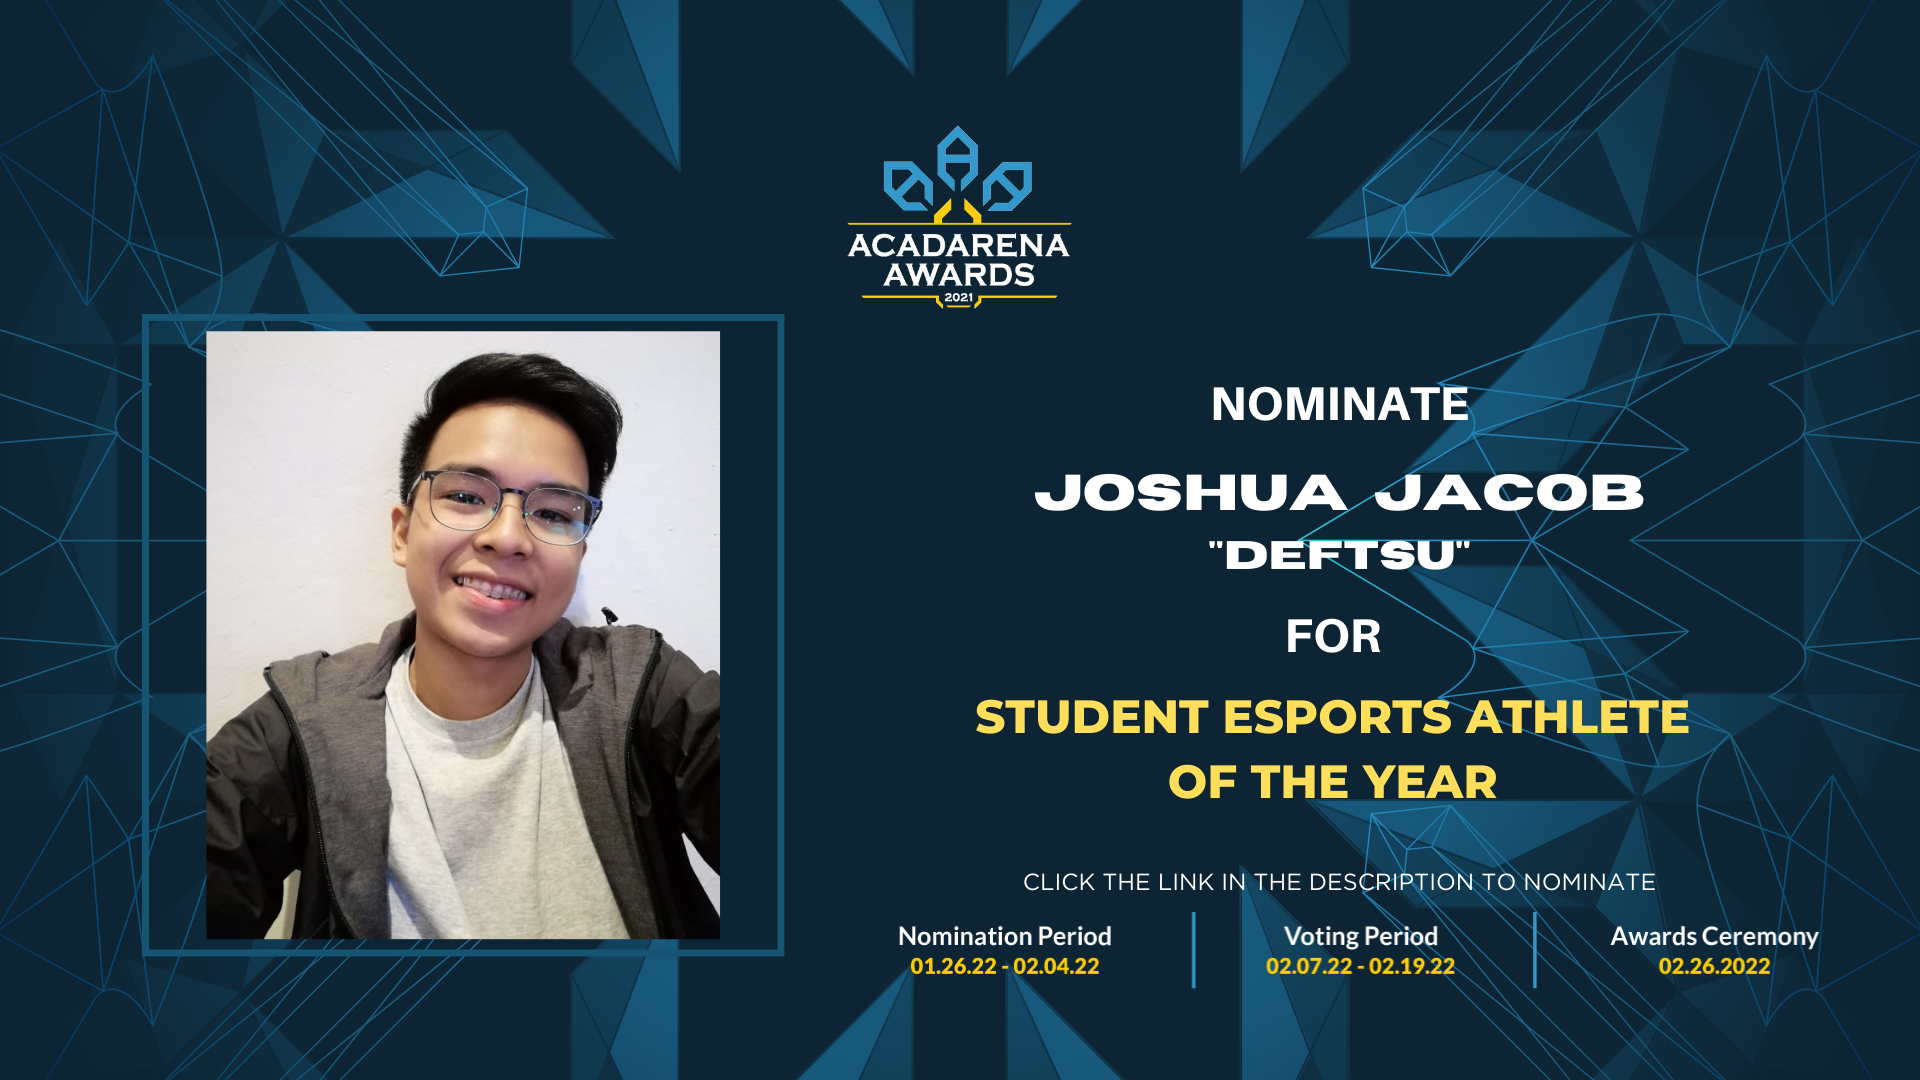 ACADARENA
AWARDS
2021
NOMINATE
JOSHUA JACOB
"DEFTSU"
FOR
STUDENT ESPORTS ATHLETE
OF THE YEAR
CLICK THE LINK IN THE DESCRIPTION TO NOMINATE
Nomination Period
01.26.22 - 02.04.22
Voting Period
02.07.22 - 02.19.22
Awards Ceremony
02.26.2022